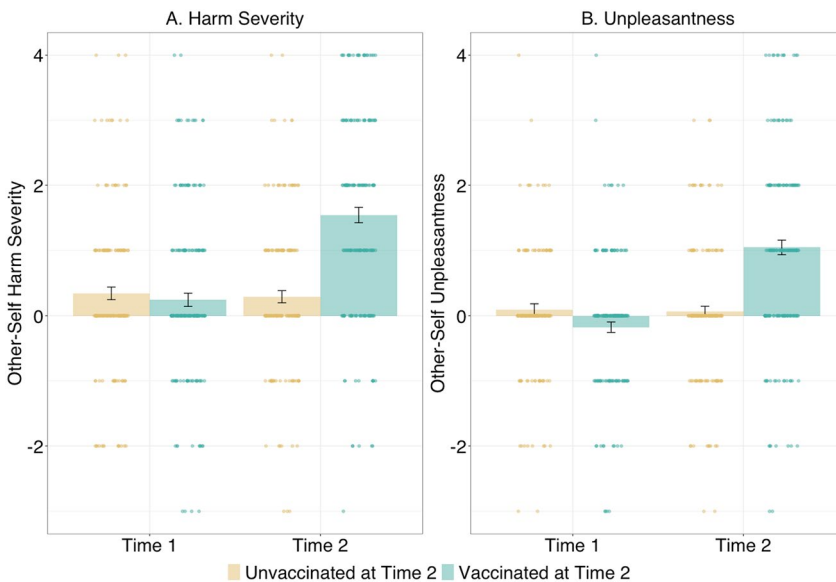 A. Harm Severity
B. Unpleasantness
Other-Self Harm Severity
4
2
0
-2
Time 1
Time 2
Other-Self Unpleasantness
4
2
0
-2
Time 1
Time 2
Unvaccinated at Time 2
Vaccinated at Time 2